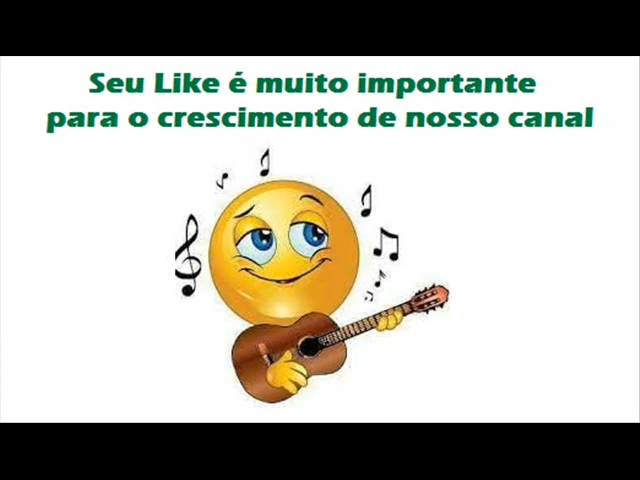 Seu Like é muito importante
para o crescimento de nosso canal